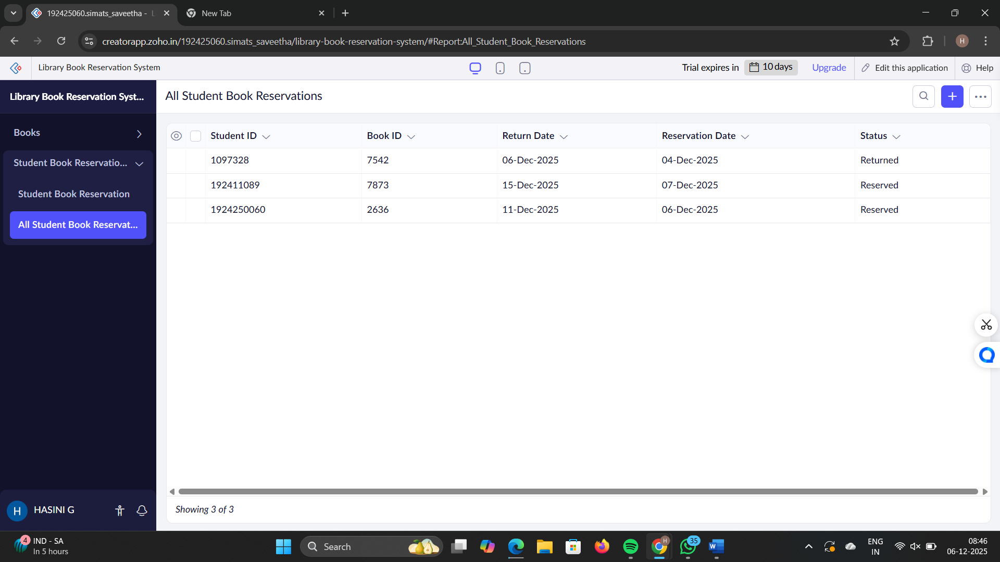 192425060.simats_saveetha - L
New Tab
creatorapp.zoho.in/192425060.simats_saveetha/library-book-reservation-system/#Report:All_Student_Book_Reservations
H
Library Book Reservation System
Trial expires in 10 days Upgrade Edit this application Help
Library Book Reservation Syst...
All Student Book Reservations
Books
Student Book Reservatio...
Student Book Reservation
All Student Book Reservat...
Student ID Book ID Return Date Reservation Date Status
1097328 7542 06-Dec-2025 04-Dec-2025 Returned
192411089 7873 15-Dec-2025 07-Dec-2025 Reserved
1924250060 2636 11-Dec-2025 06-Dec-2025 Reserved
Showing 3 of 3
H HASINI G
4 IND - SA
In 5 hours
Search
H
35
W
ENG
IN
08:46
06-12-2025